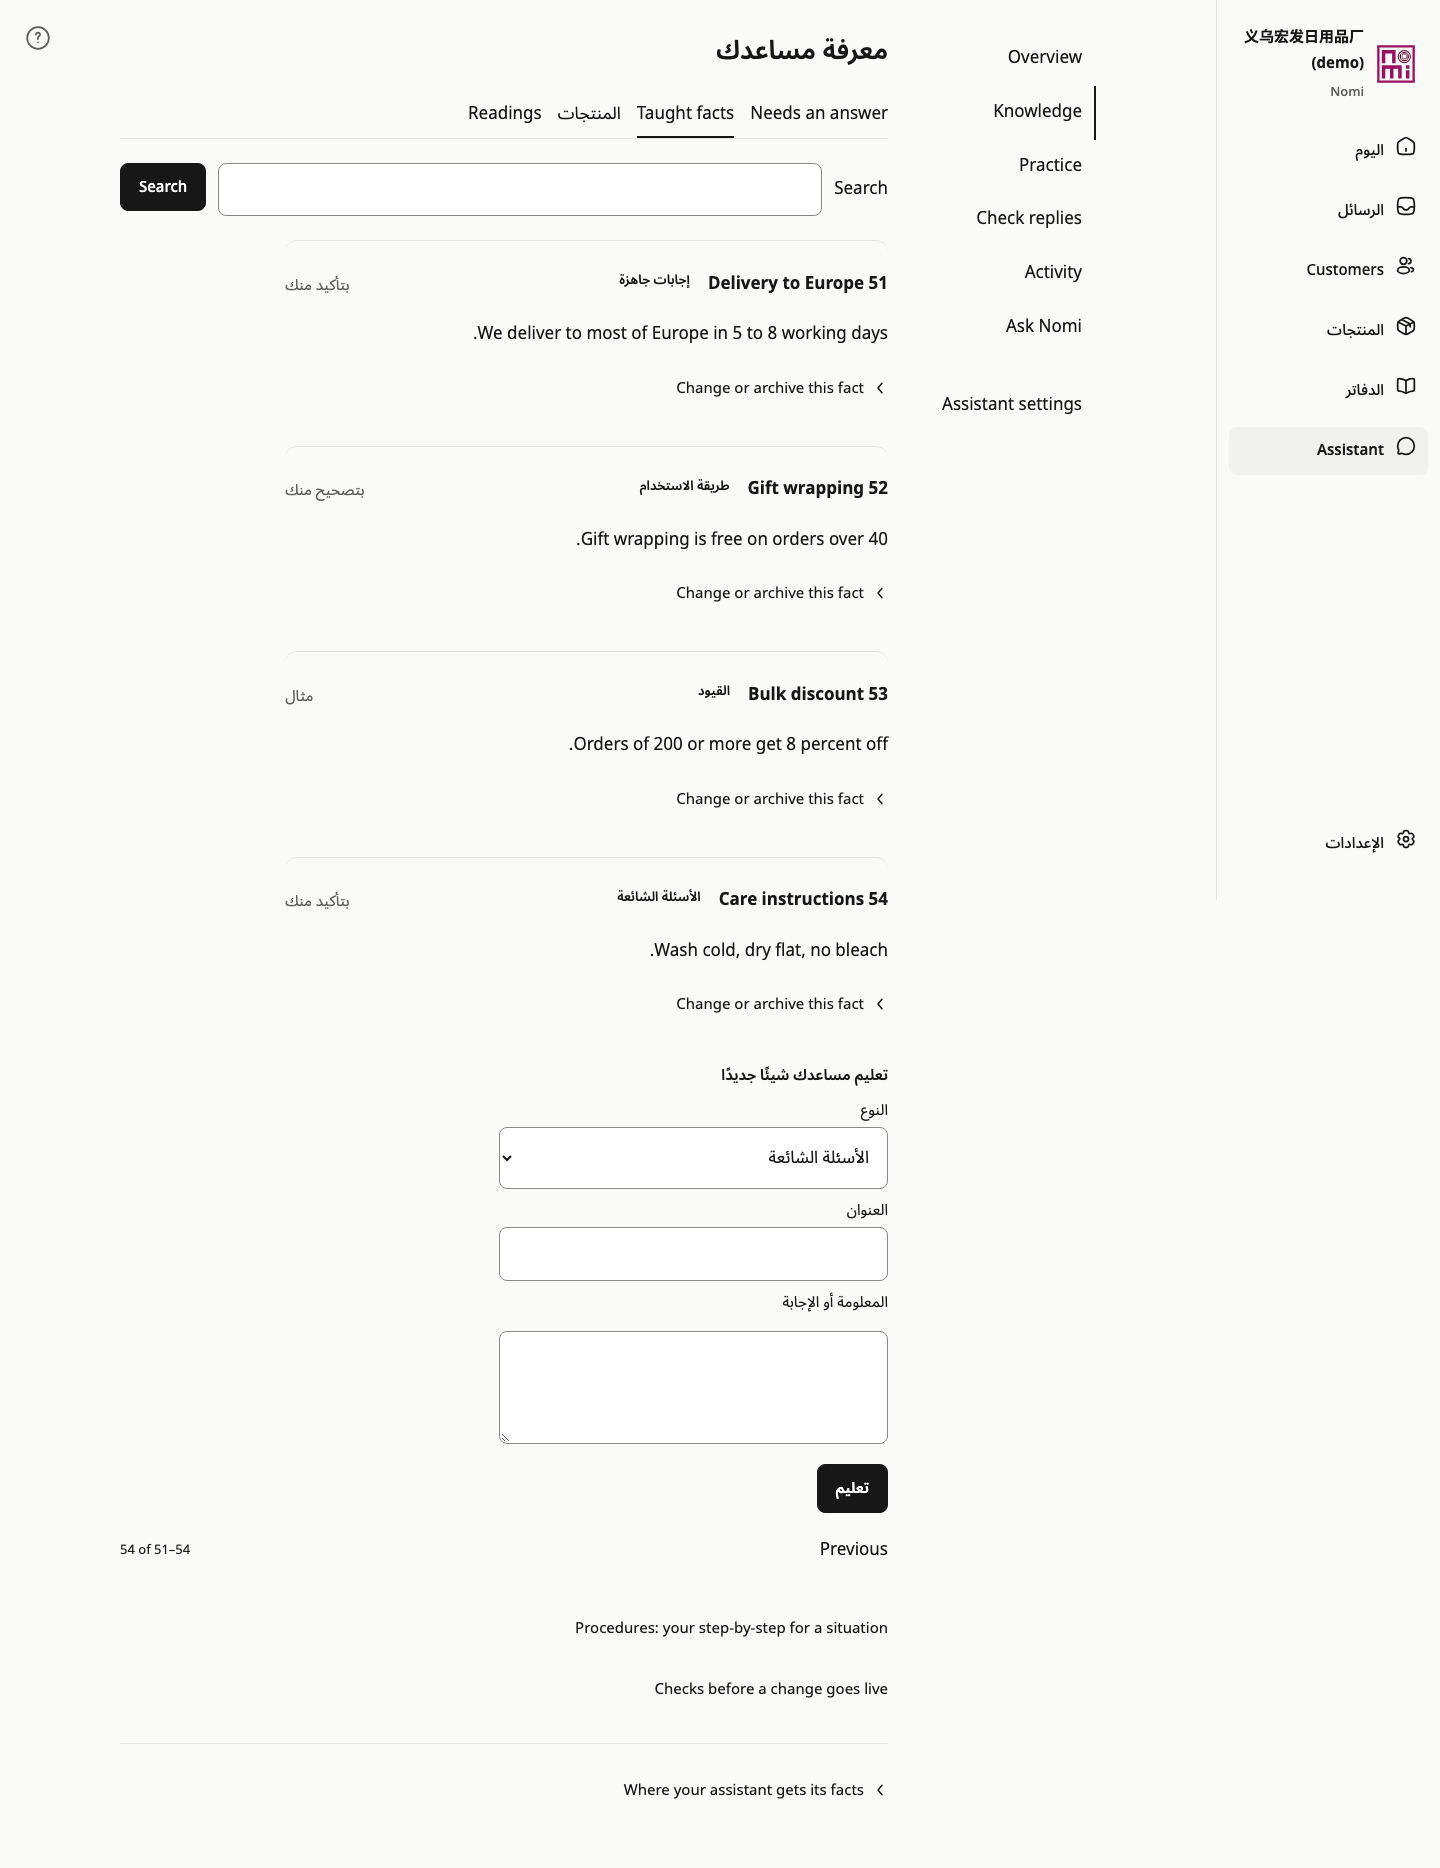 义乌宏发日用品厂
(demo)
Nomi
اليوم
الرسائل
Customers
المنتجات
الدفاتر
Assistant
الإعدادات
Overview
Knowledge
Practice
Check replies
Activity
Ask Nomi
Assistant settings
معرفة مساعدك
Needs an answer
Taught facts
المنتجات
Readings
Search
Search
Delivery to Europe 51
إجابات جاهزة
بتأكيد منك
We deliver to most of Europe in 5 to 8 working days.
Change or archive this fact
Gift wrapping 52
طريقة الاستخدام
بتصحيح منك
Gift wrapping is free on orders over 40.
Change or archive this fact
Bulk discount 53
القيود
مثال
Orders of 200 or more get 8 percent off.
Change or archive this fact
Care instructions 54
الأسئلة الشائعة
بتأكيد منك
Wash cold, dry flat, no bleach.
Change or archive this fact
تعليم مساعدك شيئًا جديدًا
النوع
الأسئلة الشائعة
العنوان
المعلومة أو الإجابة
تعليم
Previous
54 of 51–54
Procedures: your step-by-step for a situation
Checks before a change goes live
Where your assistant gets its facts